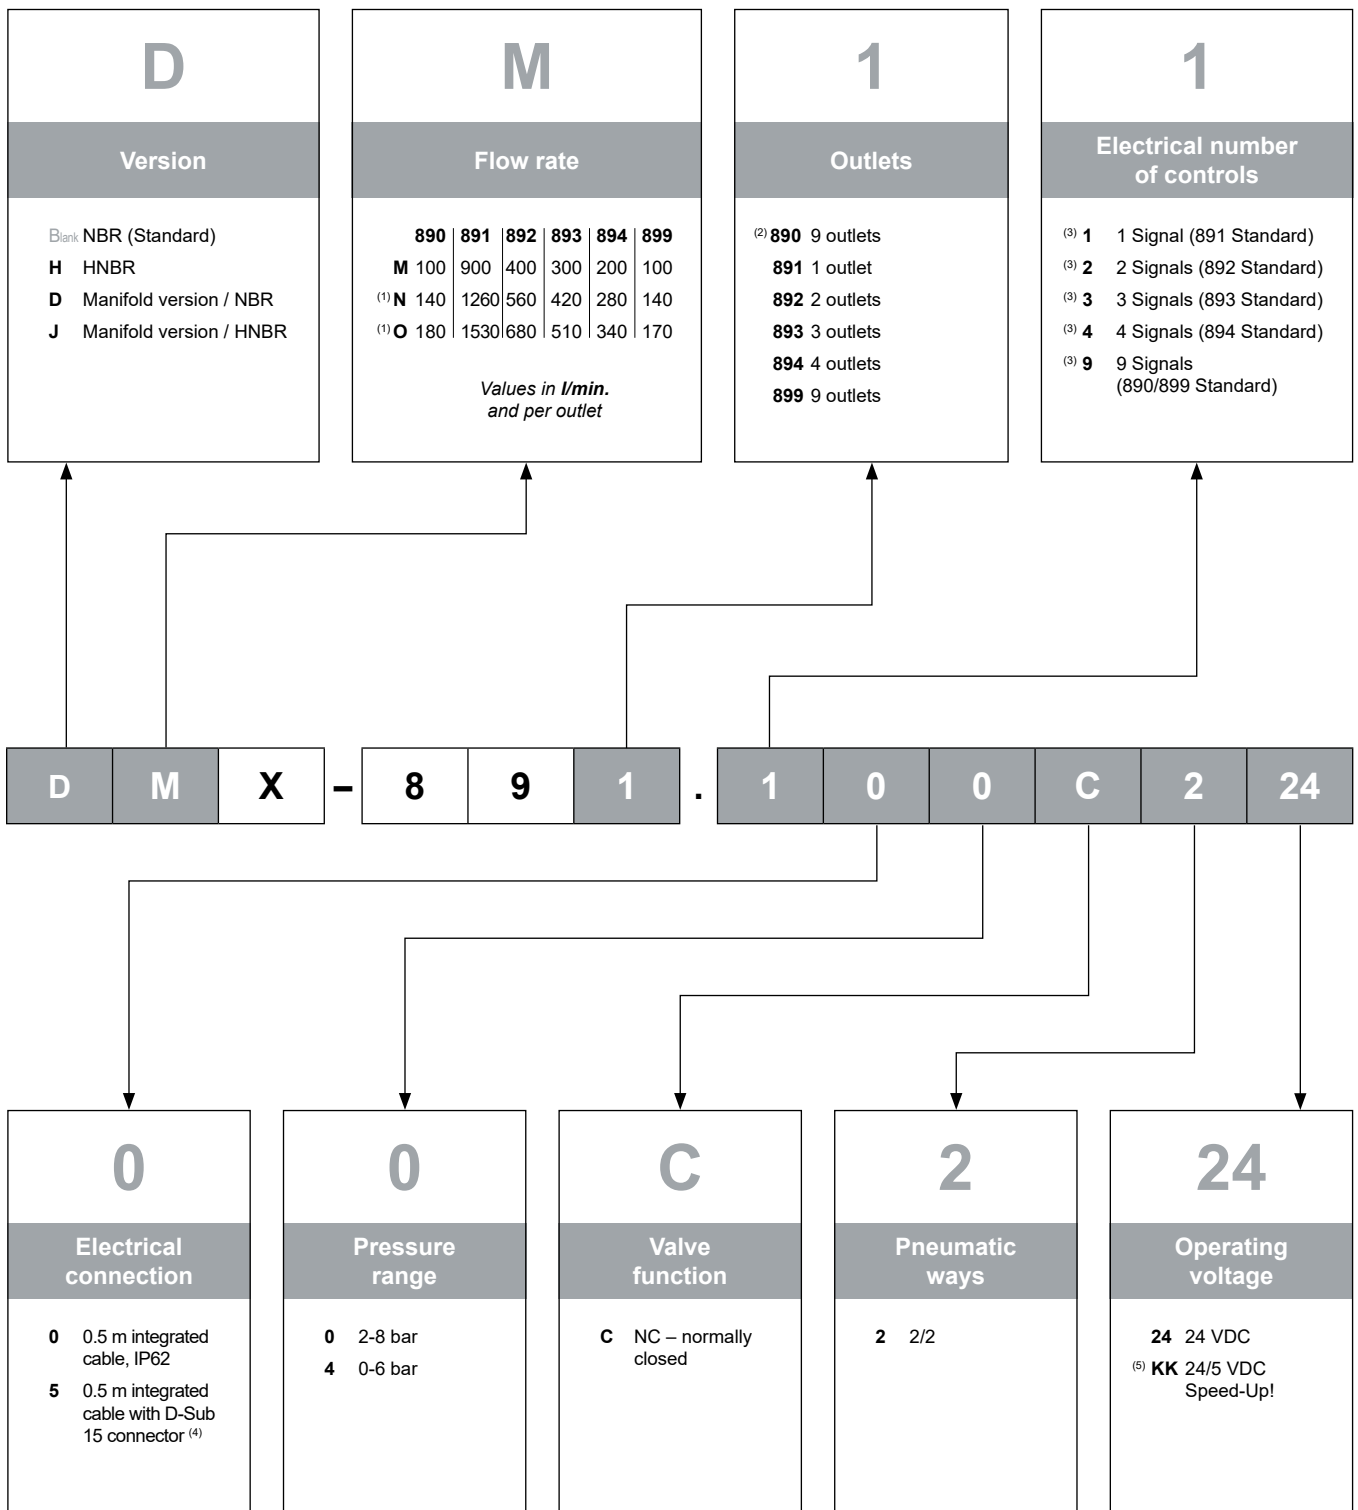 D
Version
Blank NBR (Standard)
H HNBR
D Manifold version / NBR
J Manifold version / HNBR
M
Flow rate
890 891 892 893 894 899
M 100 900 400 300 200 100
(1) N 140 1260 560 420 280 140
(1) O 180 1530 680 510 340 170
Values in l/min.
and per outlet
1
Outlets
(2) 890 9 outlets
891 1 outlet
892 2 outlets
893 3 outlets
894 4 outlets
899 9 outlets
1
Electrical number
of controls
(3) 1 1 Signal (891 Standard)
(3) 2 2 Signals (892 Standard)
(3) 3 3 Signals (893 Standard)
(3) 4 4 Signals (894 Standard)
(3) 9 9 Signals
(890/899 Standard)
D M X – 8 9 1 . 1 0 0 C 2 24
0
Electrical
connection
0 0.5 m integrated
cable, IP62
5 0.5 m integrated
cable with D-Sub
15 connector (4)
0
Pressure
range
0 2-8 bar
4 0-6 bar
C
Valve
function
C NC – normally
closed
2
Pneumatic
ways
2 2/2
24
Operating
voltage
24 24 VDC
(5) KK 24/5 VDC
Speed-Up!